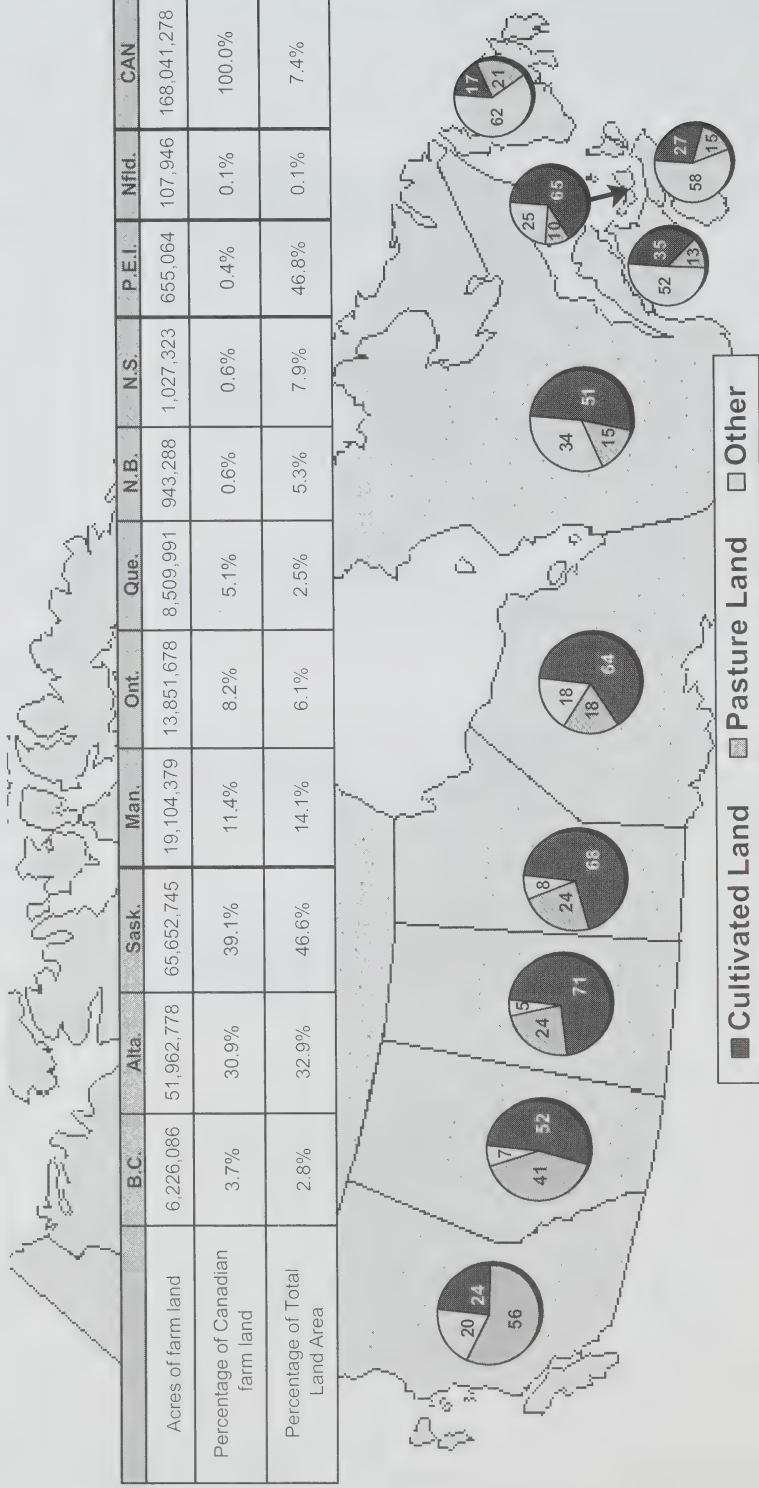 B.C. Alta. Sask. Man. Ont. Que. N.B. N.S. P.E.I. Nfld. CAN
Acres of farm land 6,226,086 51,962,778 65,652,745 19,104,379 13,851,678 8,509,991 943,288 1,027,323 655,064 107,946 168,041,278
Percentage of Canadian
farm land 3.7% 30.9% 39.1% 11.4% 8.2% 5.1% 0.6% 0.6% 0.4% 0.1% 100.0%
Percentage of Total
Land Area 2.8% 32.9% 46.6% 14.1% 6.1% 2.5% 5.3% 7.9% 46.8% 0.1% 7.4%
20 24
56
7 52
41
5 71
24
8 68
24
18 64
18
34 51
15
52 35
13
25 65
10
58 27
15
62 17
21
Cultivated Land Pasture Land Other